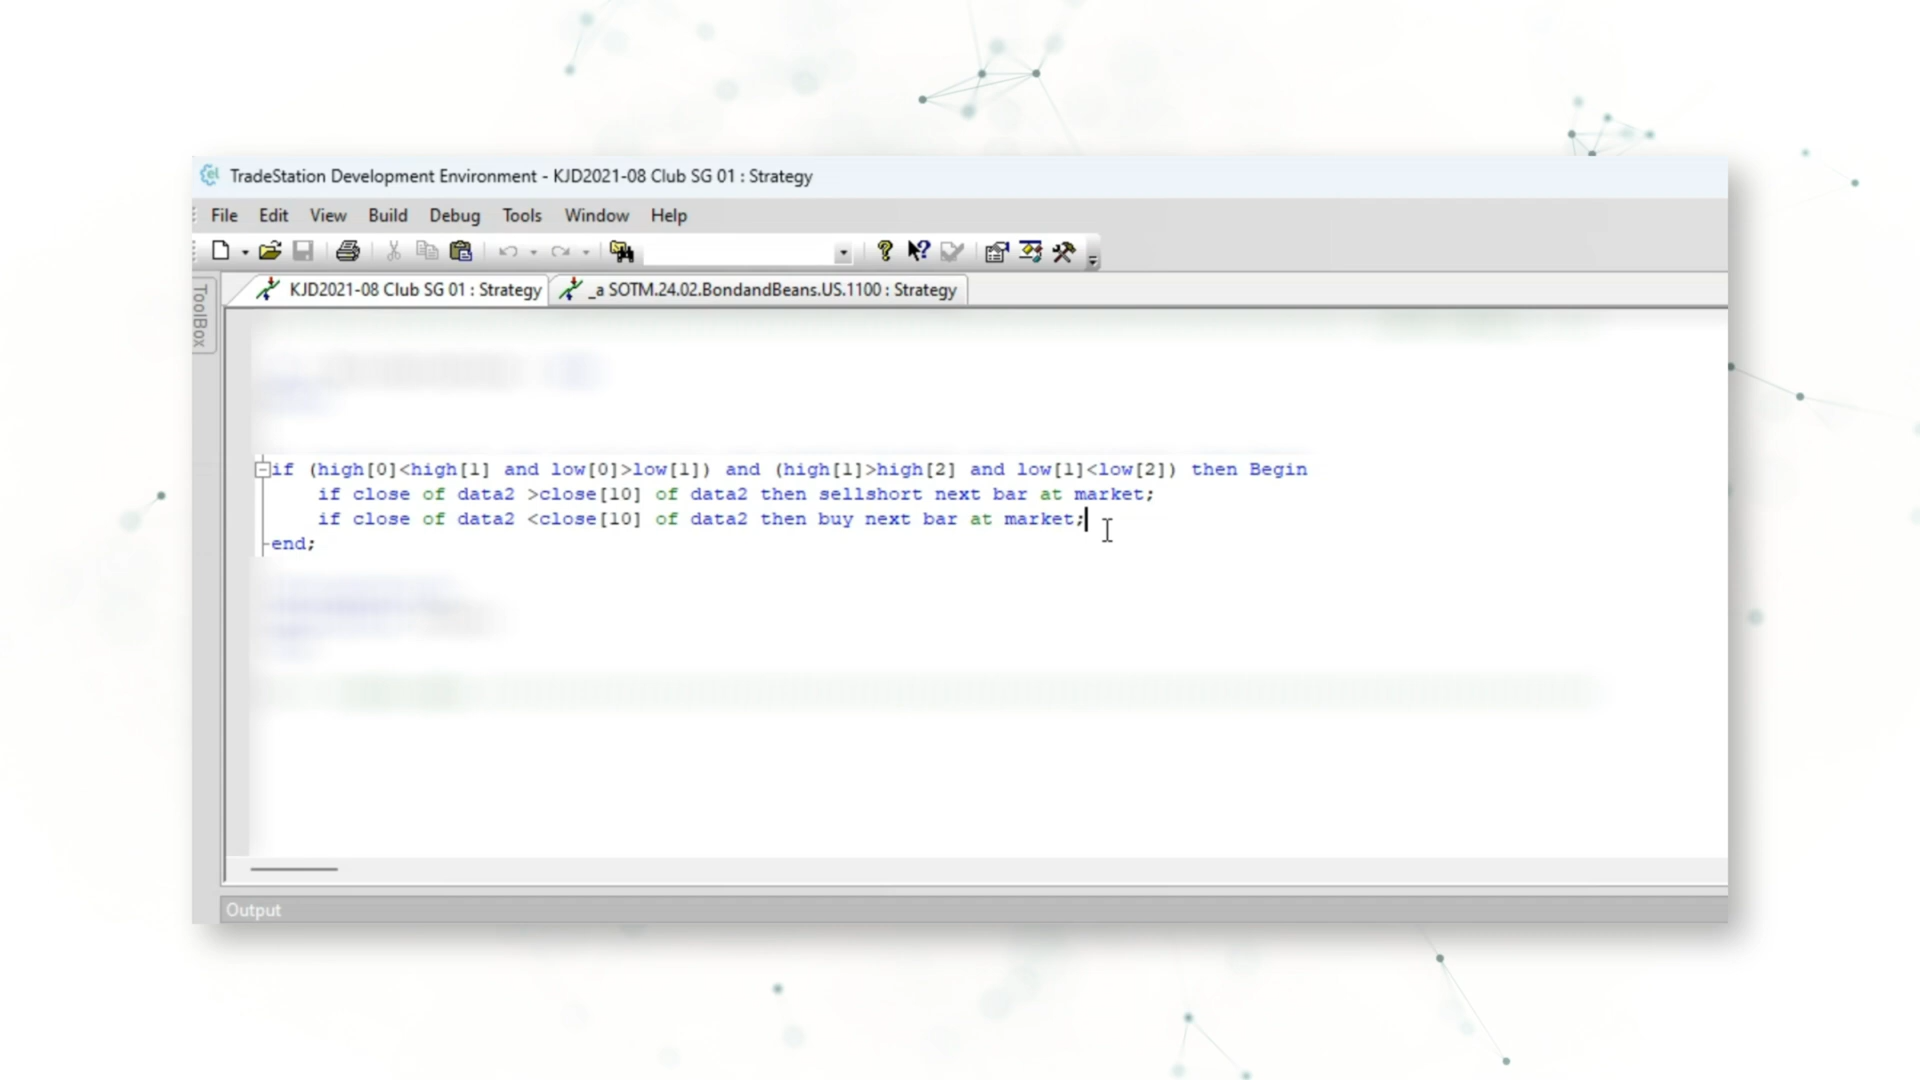 TradeStation Development Environment - KJD2021-08 Club SG 01 : Strategy
File Edit View Build Debug Tools Window Help
ToolBox
KJD2021-08 Club SG 01 : Strategy
_a SOTM.24.02.BondandBeans.US.1100 : Strategy
if (high[0]<high[1] and low[0]>low[1]) and (high[1]>high[2] and low[1]<low[2]) then Begin
if close of data2 >close[10] of data2 then sellshort next bar at market;
if close of data2 <close[10] of data2 then buy next bar at market;
end;
Output